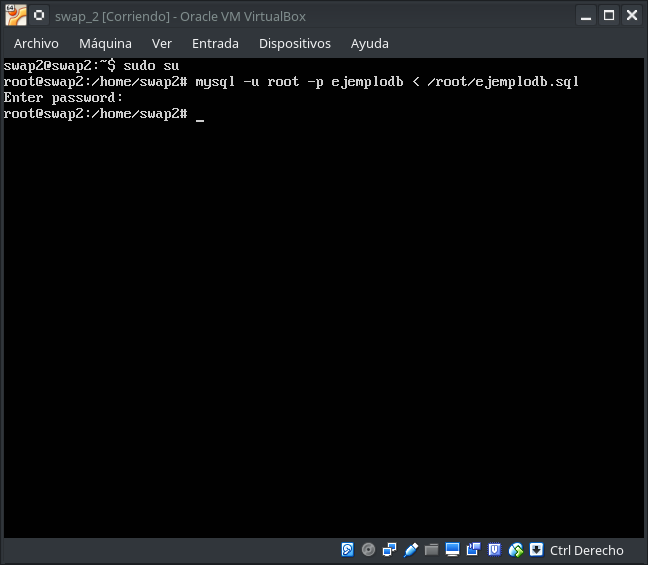 swap_2 [Corriendo] - Oracle VM VirtualBox
Archivo Máquina Ver Entrada Dispositivos Ayuda
swap2@swap2:~$ sudo su
root@swap2:/home/swap2# mysql -u root -p ejemplodb < /root/ejemplodb.sql
Enter password:
root@swap2:/home/swap2# _
Ctrl Derecho